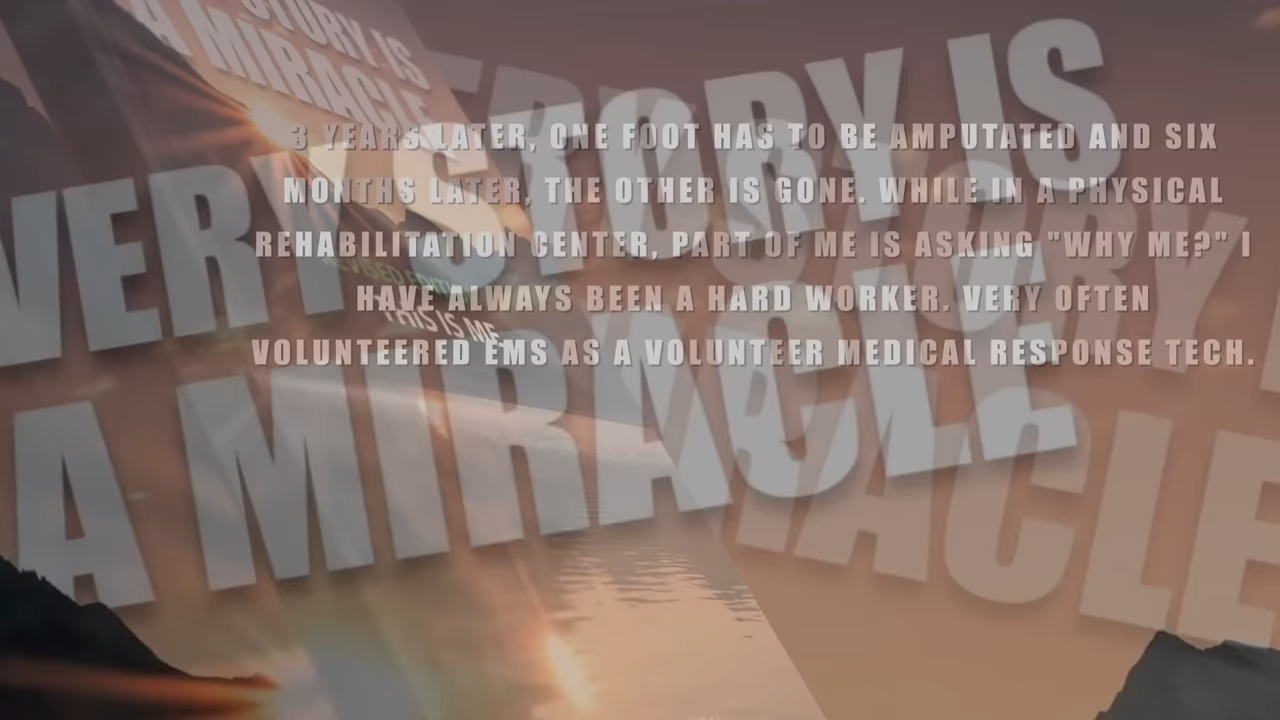 STORY IS
A MIRACLE
VERY STORY IS
A MIRACLE
3 YEARS LATER, ONE FOOT HAS TO BE AMPUTATED AND SIX
MONTHS LATER, THE OTHER IS GONE. WHILE IN A PHYSICAL
REHABILITATION CENTER, PART OF ME IS ASKING "WHY ME?" I
HAVE ALWAYS BEEN A HARD WORKER. VERY OFTEN
VOLUNTEERED EMS AS A VOLUNTEER MEDICAL RESPONSE TECH.
THIS IS ME